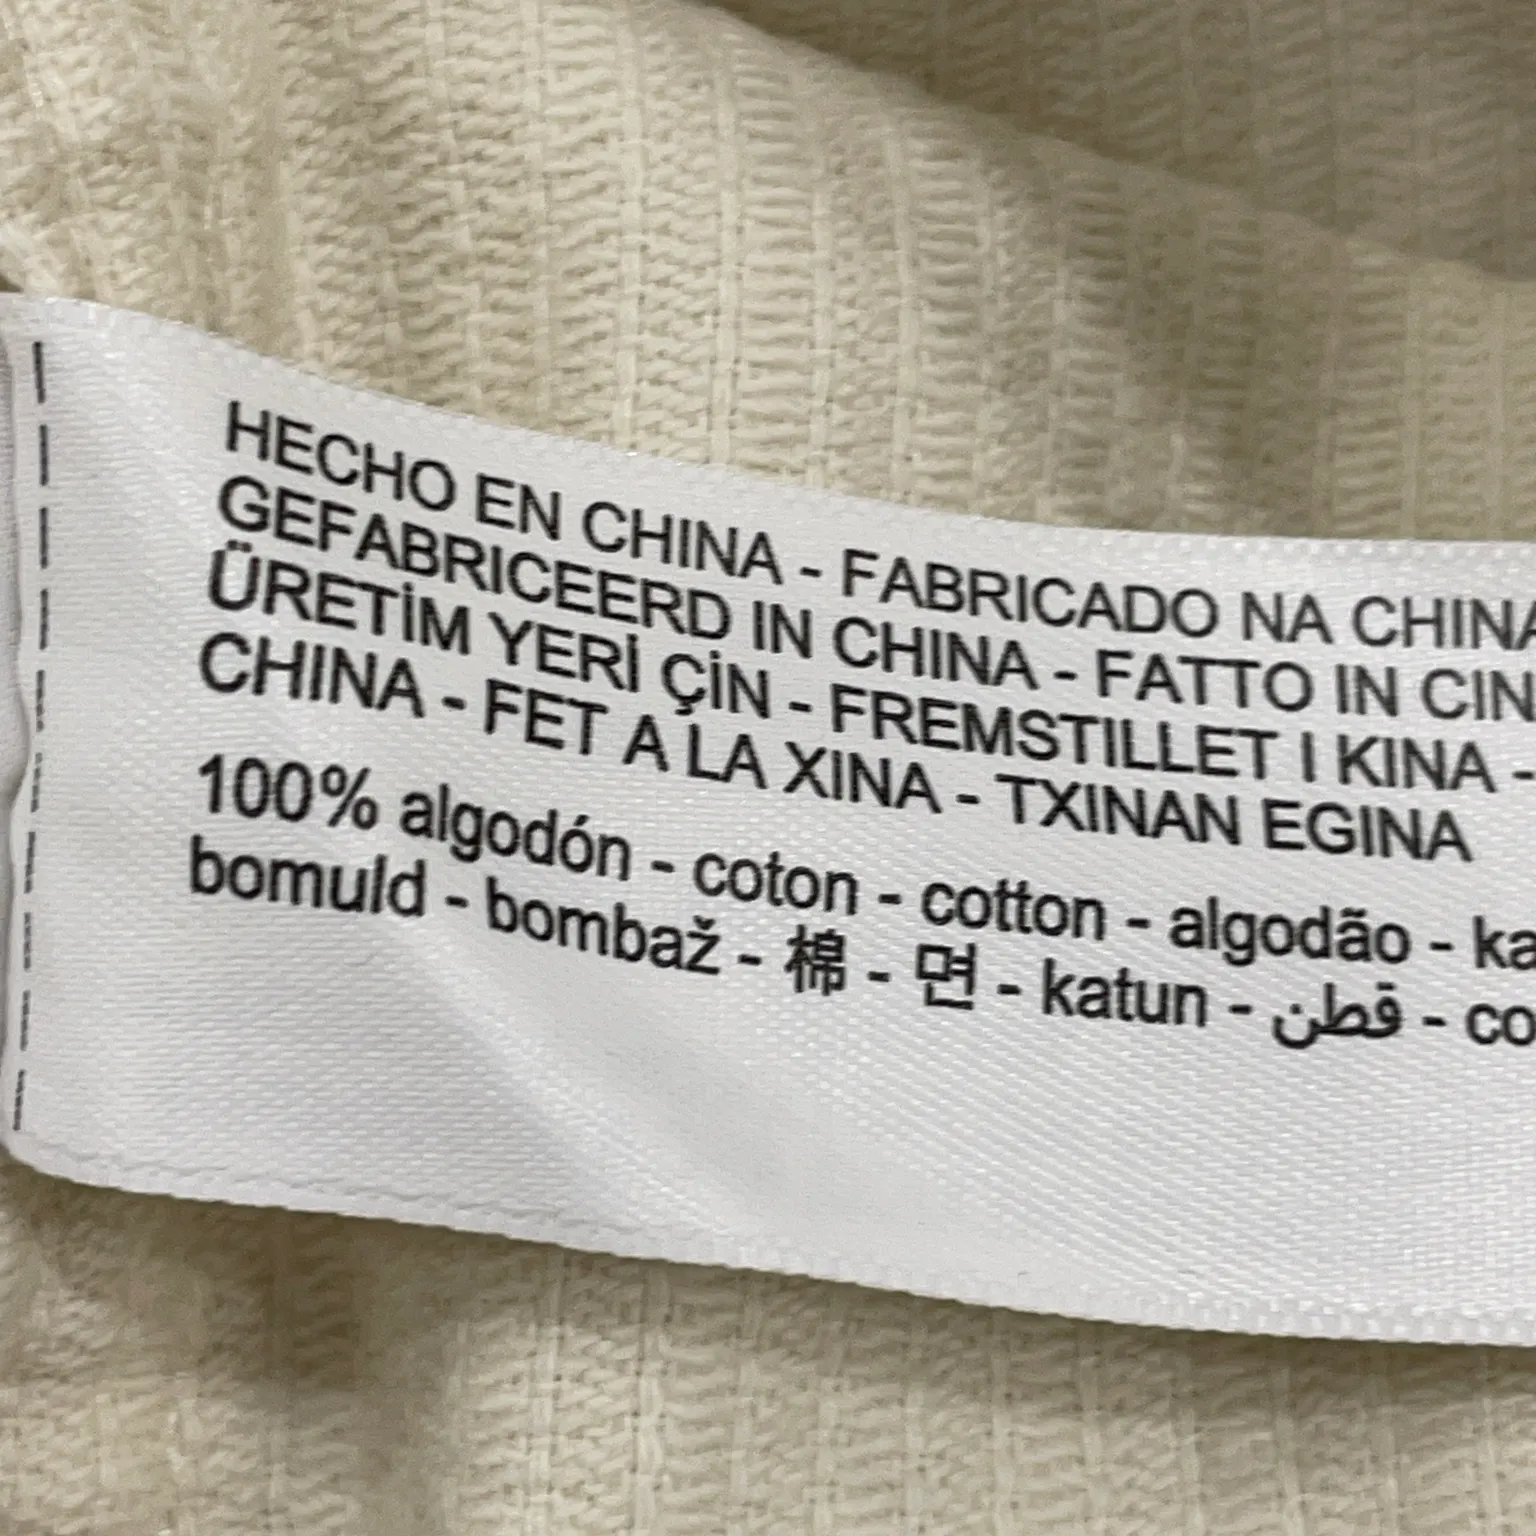 HECHO EN CHINA - FABRICADO NA CHINA
GEFABRICEERD IN CHINA - FATTO IN CIN
ÜRETİM YERİ ÇİN - FREMSTILLET I KINA -
CHINA - FET A LA XINA - TXINAN EGINA
100% algodón - coton - cotton - algodão - ka
bomuld - bombaž - 棉 - 면 - katun - قطن - co